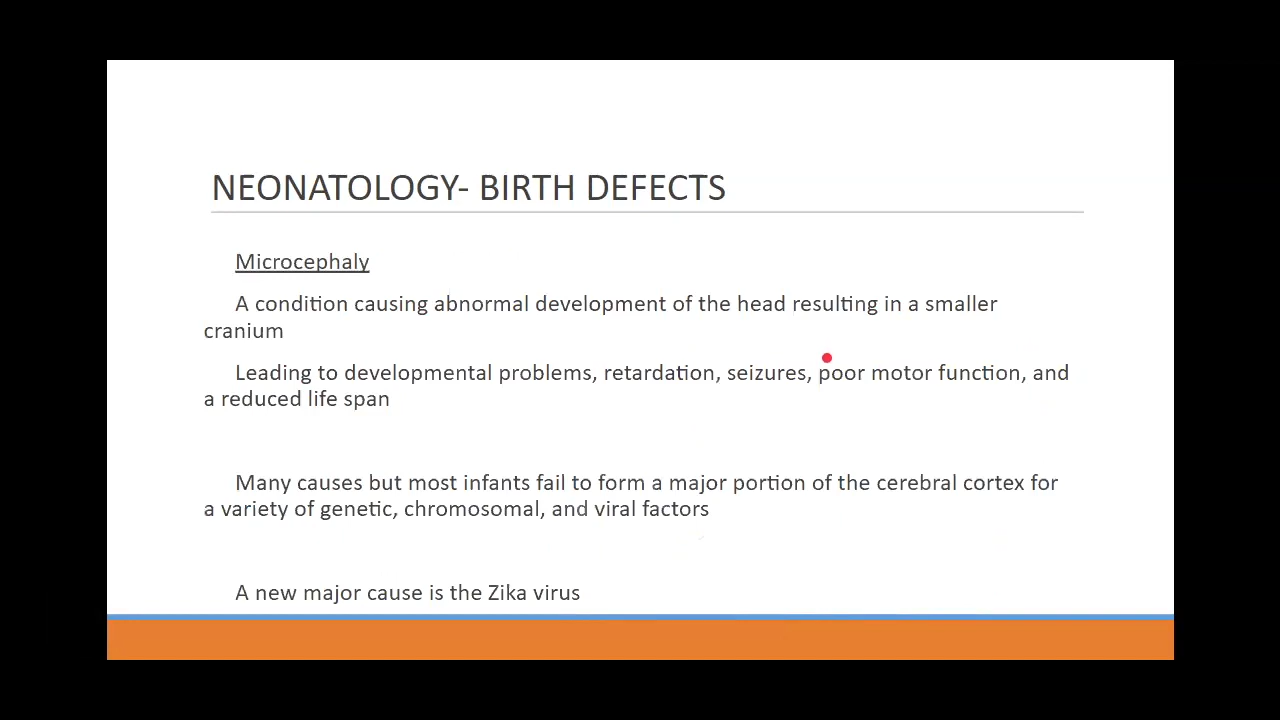 NEONATOLOGY- BIRTH DEFECTS
Microcephaly
A condition causing abnormal development of the head resulting in a smaller
cranium
Leading to developmental problems, retardation, seizures, poor motor function, and
a reduced life span
Many causes but most infants fail to form a major portion of the cerebral cortex for
a variety of genetic, chromosomal, and viral factors
A new major cause is the Zika virus